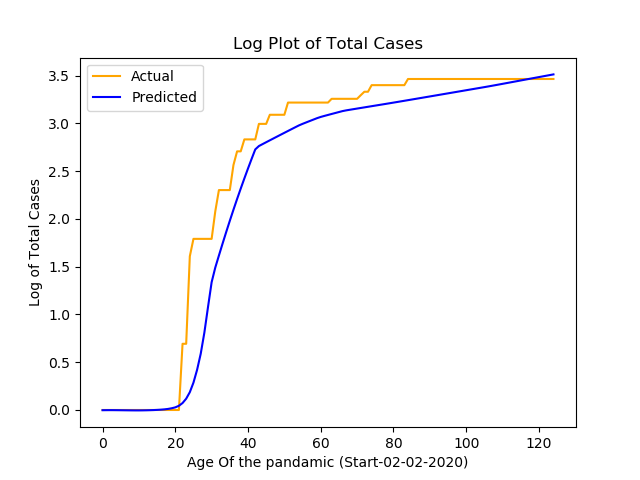 Log Plot of Total Cases
Actual
Predicted
3.5
3.0
2.5
2.0
1.5
1.0
0.5
0.0
Log of Total Cases
0 20 40 60 80 100 120
Age Of the pandamic (Start-02-02-2020)